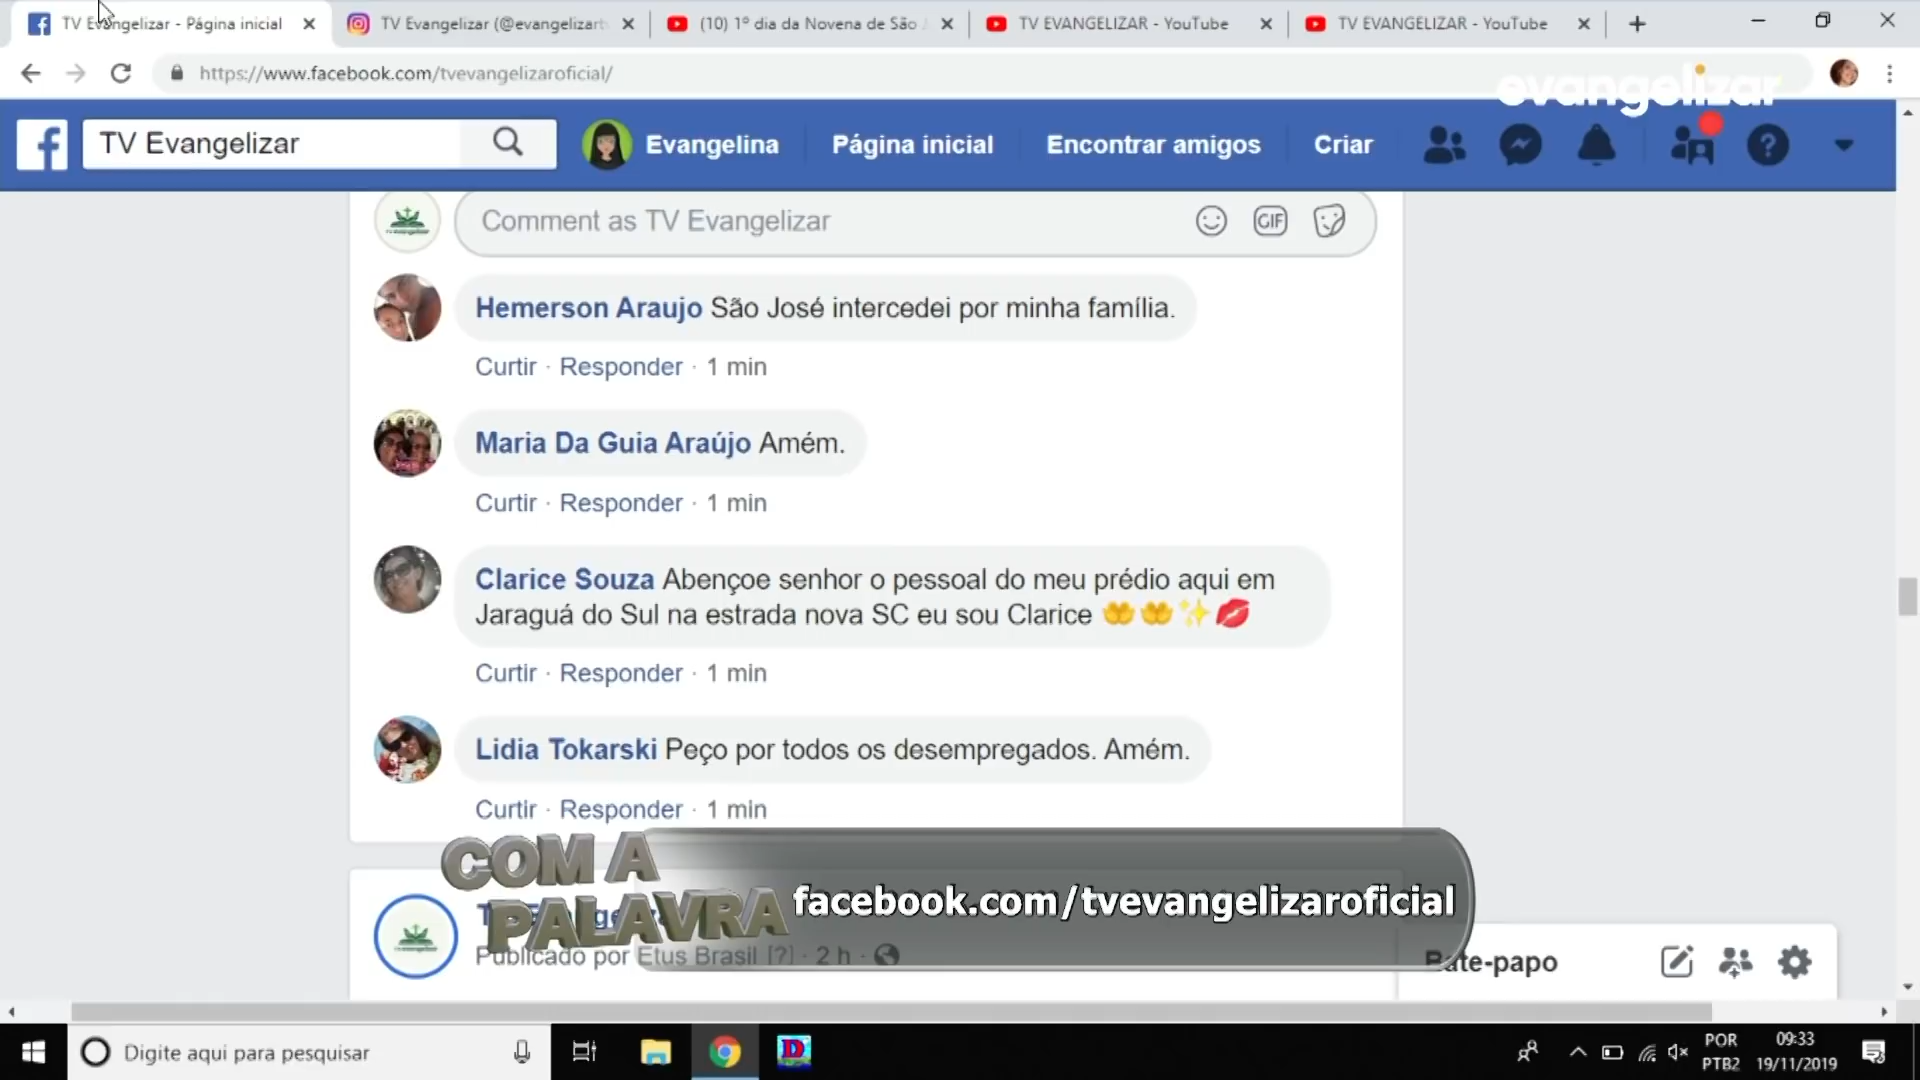 TV Evangelizar - Página inicial
TV Evangelizar (@evangelizart
(10) 1º dia da Novena de São
TV EVANGELIZAR - YouTube
TV EVANGELIZAR - YouTube
https://www.facebook.com/tvevangelizaroficial/
evangelizar
TV Evangelizar
Evangelina
Página inicial
Encontrar amigos
Criar
Comment as TV Evangelizar
GIF
Hemerson Araujo São José intercedei por minha família.
Curtir · Responder · 1 min
Maria Da Guia Araújo Amém.
Curtir · Responder · 1 min
Clarice Souza Abençoe senhor o pessoal do meu prédio aqui em
Jaraguá do Sul na estrada nova SC eu sou Clarice 🤲🤲✨💋
Curtir · Responder · 1 min
Lidia Tokarski Peço por todos os desempregados. Amém.
Curtir · Responder · 1 min
COM A
PALAVRA
facebook.com/tvevangelizaroficial
Publicado por Etus Brasil [?] · 2 h ·
Bate-papo
Digite aqui para pesquisar
D
POR
PTB2
09:33
19/11/2019